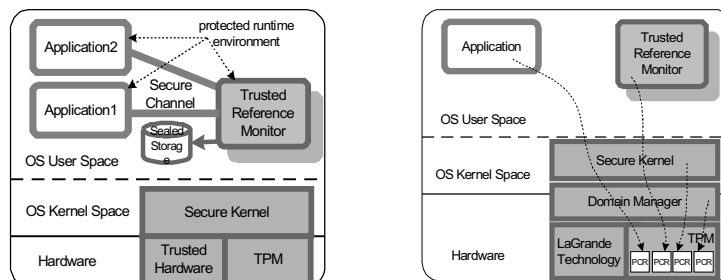 protected runtime
environment
Application2
Application1
Secure
Channel
Trusted
Reference
Monitor
Sealed
Storag
e
OS User Space
OS Kernel Space
Secure Kernel
Hardware
Trusted
Hardware
TPM
Application
Trusted
Reference
Monitor
OS User Space
Secure Kernel
OS Kernel Space
Domain Manager
Hardware
LaGrande
Technology
TPM
PCR PCR PCR PCR